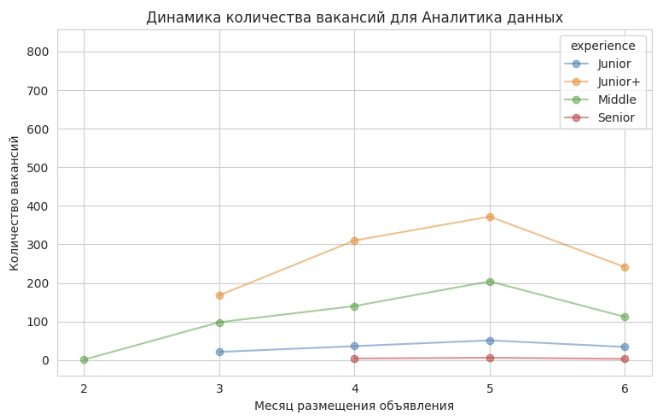 Динамика количества вакансий для Аналитика данных
Количество вакансий
800
700
600
500
400
300
200
100
0
experience
Junior
Junior+
Middle
Senior
2 3 4 5 6
Месяц размещения объявления